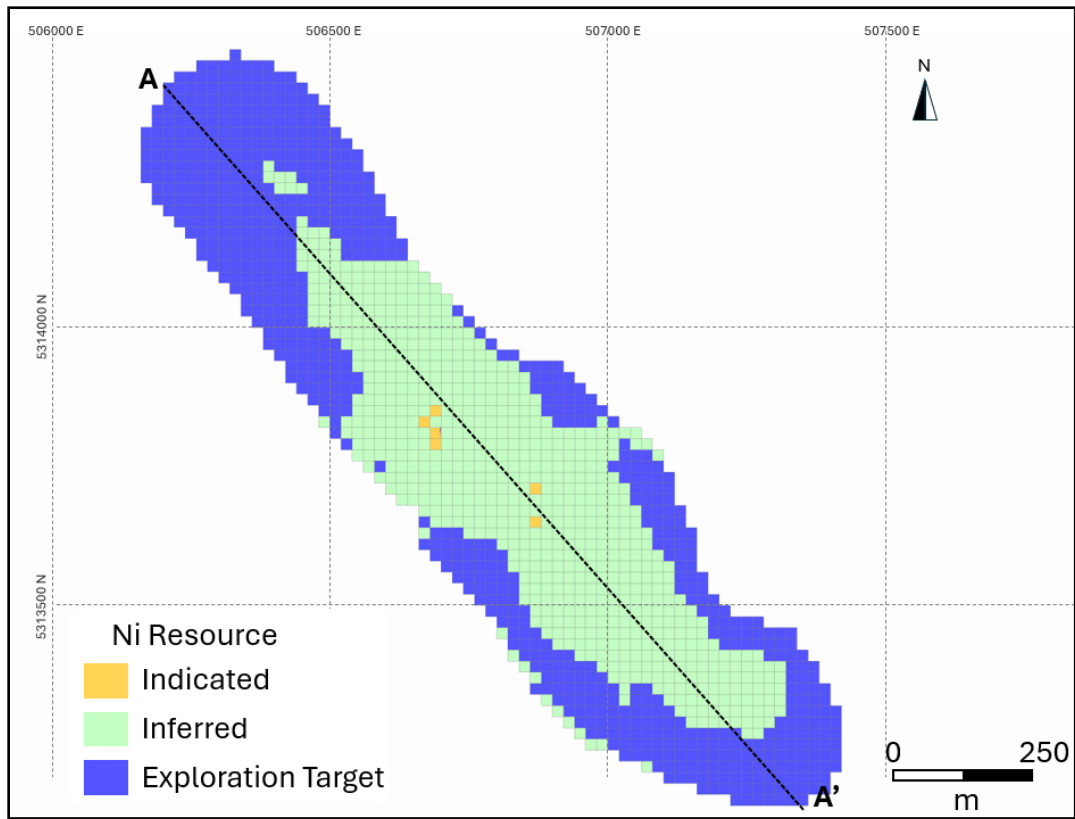 506000 E
506500 E
507000 E
507500 E
N
A
5314000 N
5313500 N
Ni Resource
Indicated
Inferred
Exploration Target
A’
0 250
m